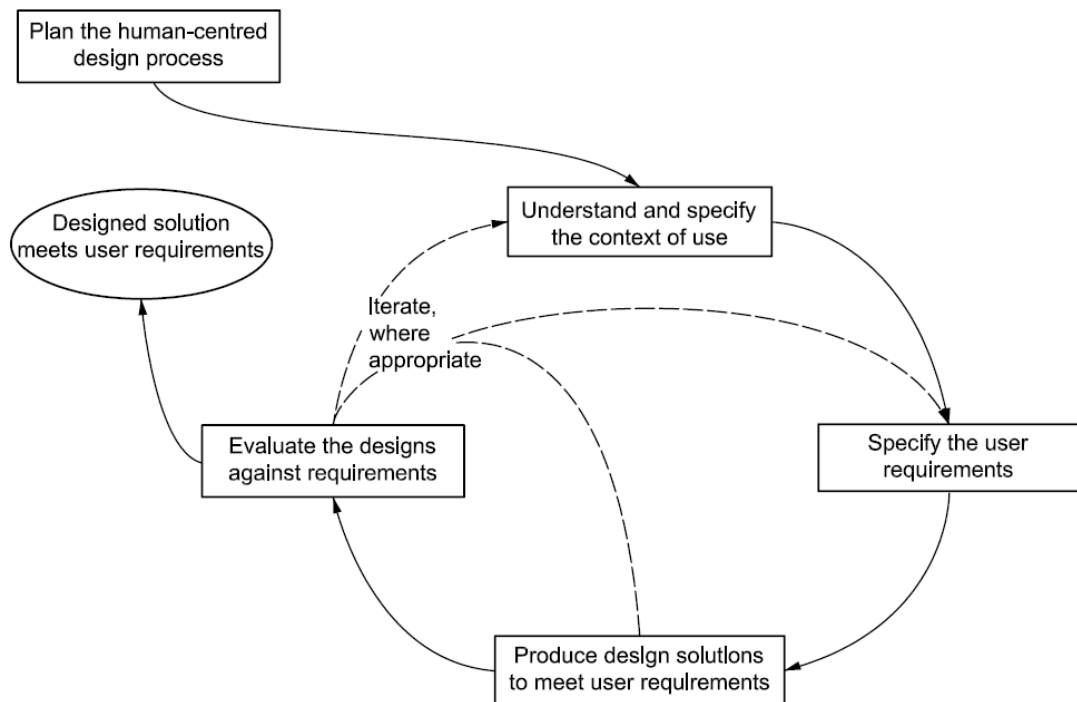 Plan the human-centred
design process
Understand and specify
the context of use
Designed solution
meets user requirements
Iterate,
where
appropriate
Evaluate the designs
against requirements
Specify the user
requirements
Produce design solutions
to meet user requlrements